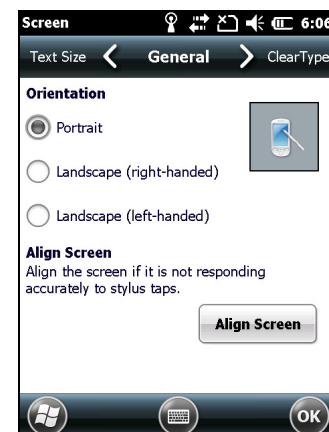 Screen 6:06
Text Size General ClearType
Orientation
Portrait
Landscape (right-handed)
Landscape (left-handed)
Align Screen
Align the screen if it is not responding
accurately to stylus taps.
Align Screen
OK